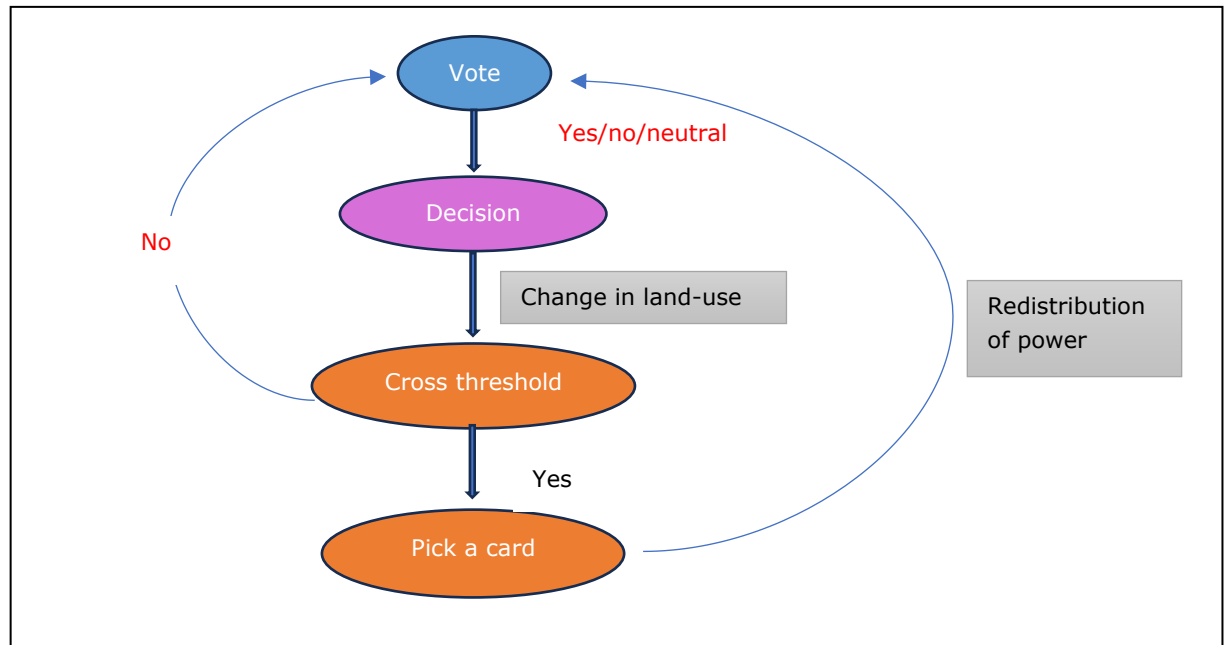 Vote
Yes/no/neutral
Decision
No
Change in land-use
Redistribution
of power
Cross threshold
Yes
Pick a card